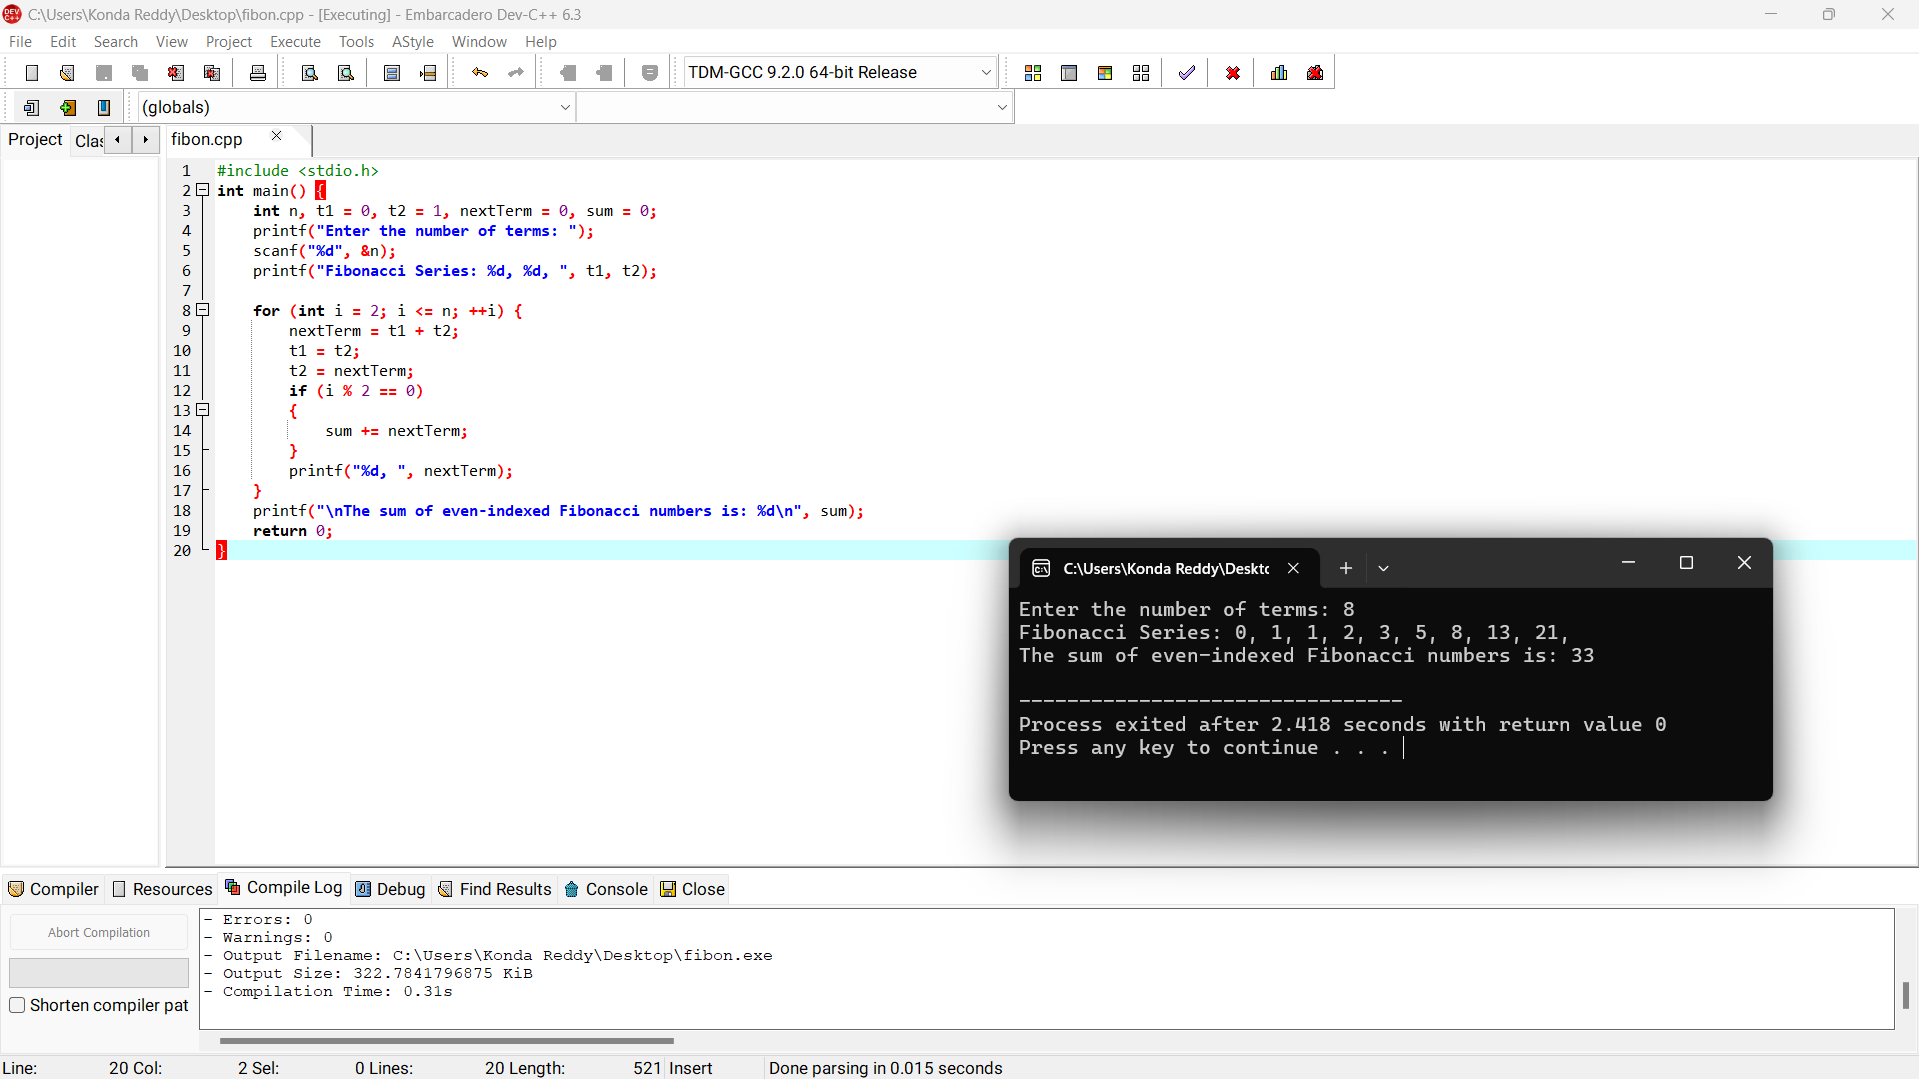 C:\Users\Konda Reddy\Desktop\fibon.cpp - [Executing] - Embarcadero Dev-C++ 6.3
File Edit Search View Project Execute Tools AStyle Window Help
TDM-GCC 9.2.0 64-bit Release
(globals)
Project Clas fibon.cpp
1 #include <stdio.h>
2 int main() {
3 int n, t1 = 0, t2 = 1, nextTerm = 0, sum = 0;
4 printf("Enter the number of terms: ");
5 scanf("%d", &n);
6 printf("Fibonacci Series: %d, %d, ", t1, t2);
7
8 for (int i = 2; i <= n; ++i) {
9 nextTerm = t1 + t2;
10 t1 = t2;
11 t2 = nextTerm;
12 if (i % 2 == 0)
13 {
14 sum += nextTerm;
15 }
16 printf("%d, ", nextTerm);
17 }
18 printf("\nThe sum of even-indexed Fibonacci numbers is: %d\n", sum);
19 return 0;
20 }
C:\Users\Konda Reddy\Deskto
Enter the number of terms: 8
Fibonacci Series: 0, 1, 1, 2, 3, 5, 8, 13, 21,
The sum of even-indexed Fibonacci numbers is: 33
--------------------------------
Process exited after 2.418 seconds with return value 0
Press any key to continue . . .
Compiler Resources Compile Log Debug Find Results Console Close
Abort Compilation
Shorten compiler pat
- Errors: 0
- Warnings: 0
- Output Filename: C:\Users\Konda Reddy\Desktop\fibon.exe
- Output Size: 322.7841796875 KiB
- Compilation Time: 0.31s
Line: 20 Col: 2 Sel: 0 Lines: 20 Length: 521 Insert Done parsing in 0.015 seconds